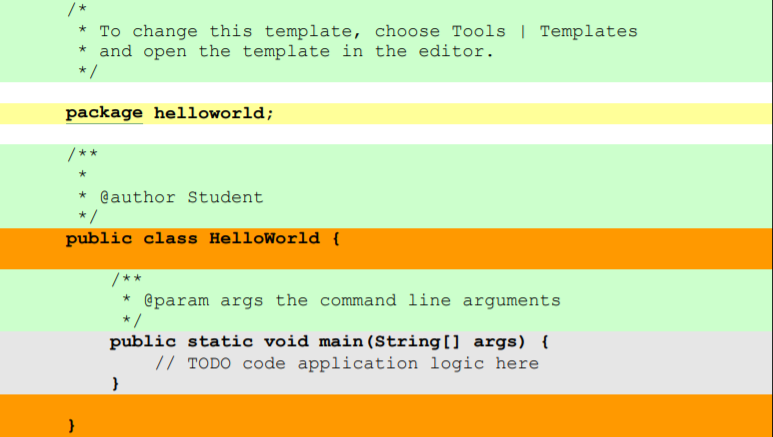 /*
 * To change this template, choose Tools | Templates
 * and open the template in the editor.
 */
package helloworld;
/**
 *
 * @author Student
 */
public class HelloWorld {
    /**
     * @param args the command line arguments
     */
    public static void main(String[] args) {
        // TODO code application logic here
    }
}